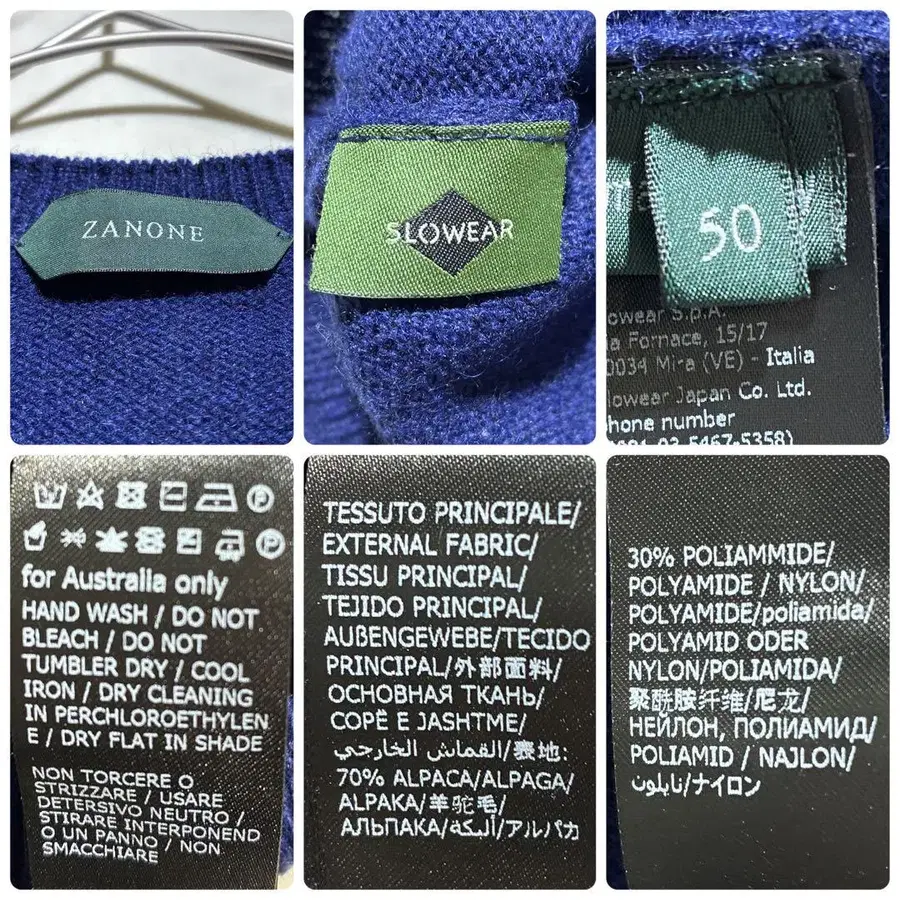 ZANONE
SLOWEAR
50
owear S.p.A.
a Fornace, 15/17
0034 Mira (VE) - Italia
lowear Japan Co. Ltd.
phone number
5467-5358)
for Australia only
HAND WASH / DO NOT
BLEACH / DO NOT
TUMBLER DRY / COOL
IRON / DRY CLEANING
IN PERCHLOROETHYLEN
E / DRY FLAT IN SHADE
NON TORCERE O
STRIZZARE / USARE
DETERSIVO NEUTRO /
STIRARE INTERPONEND
O UN PANNO / NON
SMACCHIARE
TESSUTO PRINCIPALE/
EXTERNAL FABRIC/
TISSU PRINCIPAL/
TEJIDO PRINCIPAL/
AUßENGEWEBE/TECIDO
PRINCIPAL/外部面料/
ОСНОВНАЯ ТКАНЬ/
COPË E JASHTME/
القماش الخارجي/表地:
70% ALPACA/ALPAGA/
ALPAKA/羊驼毛/
АЛЬПАКА/ألبكة/アルパカ
30% POLIAMMIDE/
POLYAMIDE / NYLON/
POLYAMIDE/poliamida/
POLYAMID ODER
NYLON/POLIAMIDA/
聚酰胺纤维/尼龙/
НЕЙЛОН, ПОЛИАМИД/
POLIAMID / NAJLON/
نايلون/ナイロン